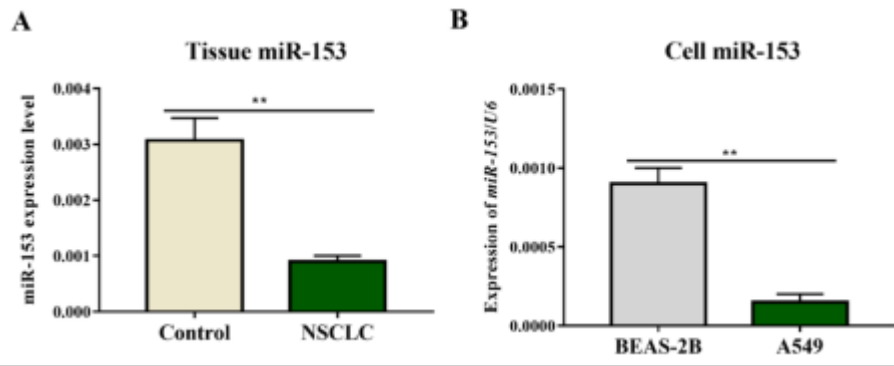 A
Tissue miR-153
miR-153 expression level
0.004
0.003
0.002
0.001
0.000
**
Control
NSCLC
B
Cell miR-153
Expression of miR-153/U6
0.0015
0.0010
0.0005
0.0000
**
BEAS-2B
A549